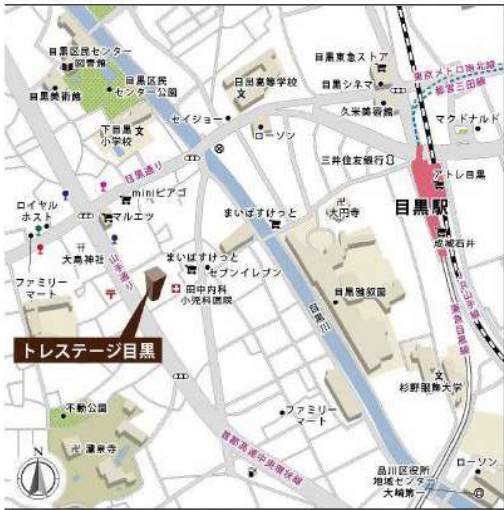 目黒区民センター
図書館
目黒区民
センター公園
目黒美術館
下目黒
小学校
日出高等学校
セイジョー
ローソン
目黒東急ストア
目黒シネマ
久米美術館
東京メトロ南北線
都営三田線
マクドナルド
三井住友銀行
アトレ目黒
目黒駅
成城石井
大円寺
目黒通り
miniピアゴ
ロイヤル
ホスト
マルエツ
まいばすけっと
大鳥神社
山手通り
まいばすけっと
セブンイレブン
ファミリー
マート
田中内科
小児科医院
目黒雅叙園
目黒川
JR山手線
東急目黒線
トレステージ目黒
杉野服飾大学
不動公園
瀧泉寺
ファミリー
マート
首都高速中央環状線
品川区役所
地域センター
大崎第一
ローソン
N